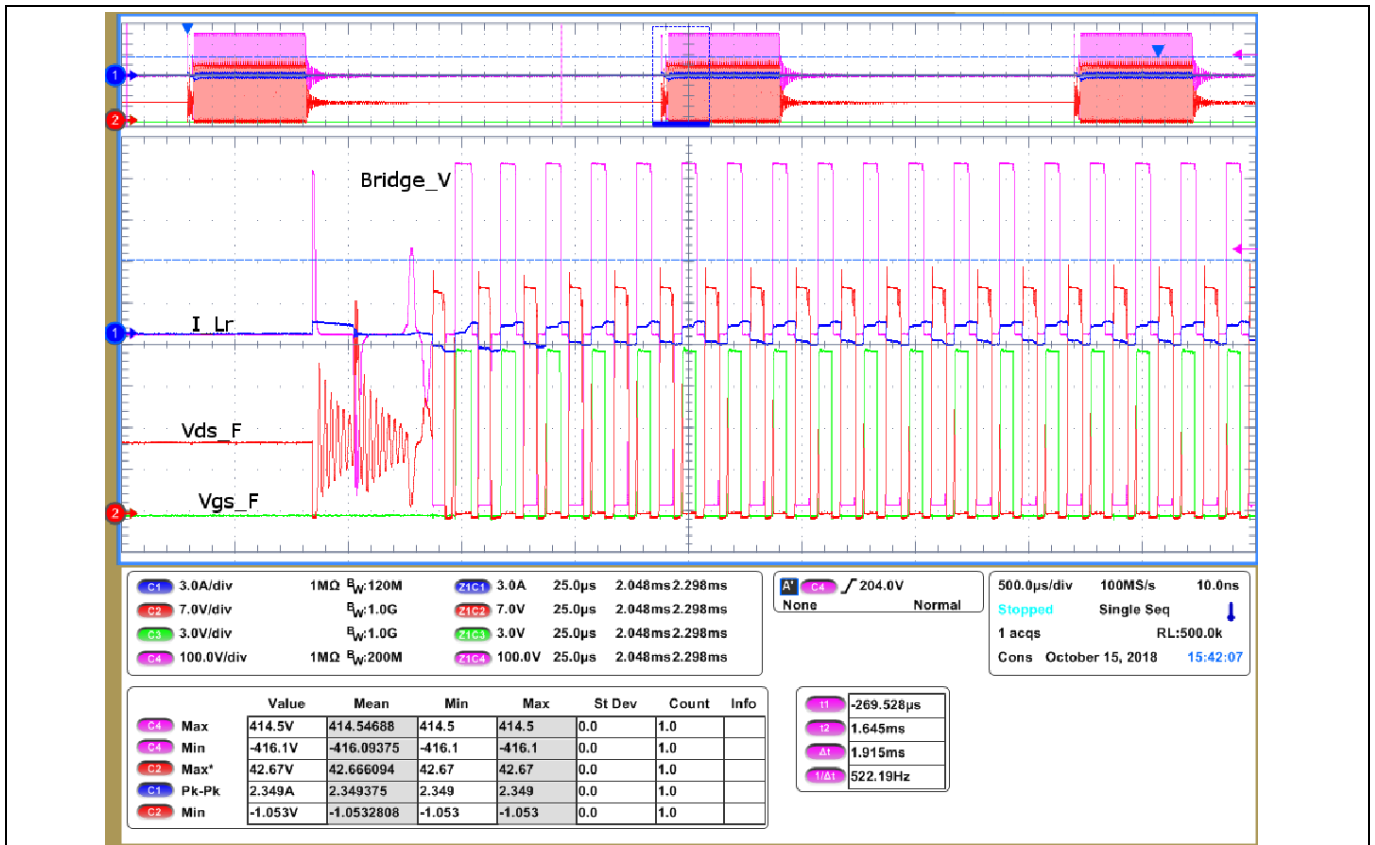 1
2
Bridge_V
1
I_Lr
Vds_F
Vgs_F
2
C1 3.0A/div 1MΩ BW:120M Z1C1 3.0A 25.0µs 2.048ms 2.298ms
C2 7.0V/div BW:1.0G Z1C2 7.0V 25.0µs 2.048ms 2.298ms
C3 3.0V/div BW:1.0G Z1C3 3.0V 25.0µs 2.048ms 2.298ms
C4 100.0V/div 1MΩ BW:200M Z1C4 100.0V 25.0µs 2.048ms 2.298ms
A' C4 204.0V
None Normal
500.0µs/div 100MS/s 10.0ns
Stopped Single Seq
1 acqs RL:500.0k
Cons October 15, 2018 15:42:07
Value Mean Min Max St Dev Count Info
C4 Max 414.5V 414.54688 414.5 414.5 0.0 1.0
C4 Min -416.1V -416.09375 -416.1 -416.1 0.0 1.0
C2 Max* 42.67V 42.666094 42.67 42.67 0.0 1.0
C1 Pk-Pk 2.349A 2.349375 2.349 2.349 0.0 1.0
C2 Min -1.053V -1.0532808 -1.053 -1.053 0.0 1.0
t1 -269.528µs
t2 1.645ms
Δt 1.915ms
1/Δt 522.19Hz